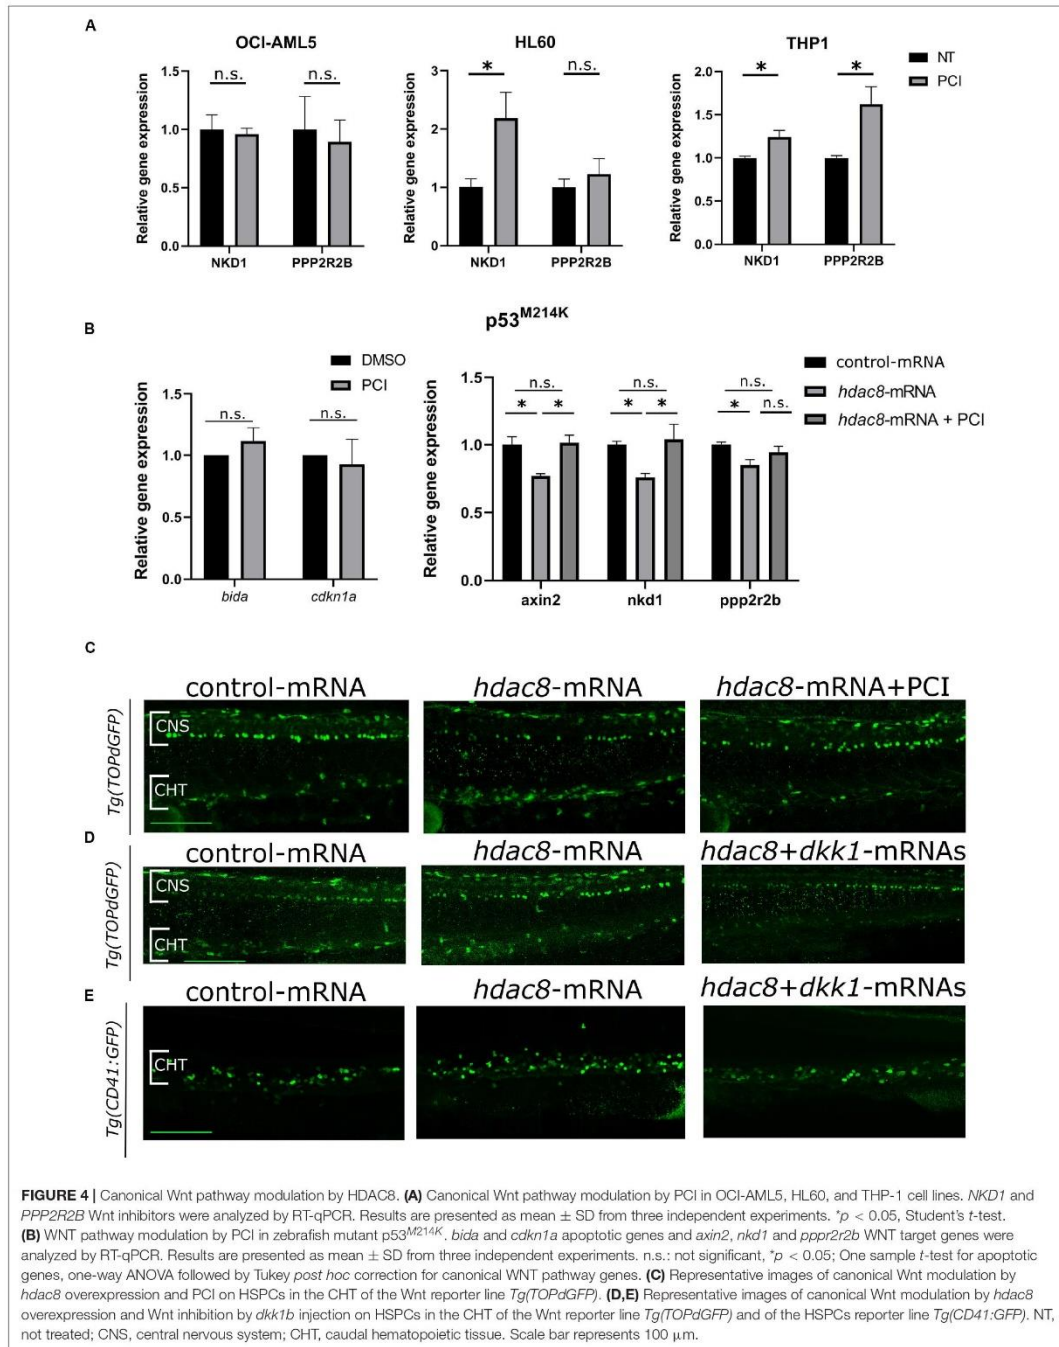 A
OCI-AML5
HL60
THP1
NT
PCI
Relative gene expression
1.5
1.0
0.5
0.0
n.s.
n.s.
NKD1
PPP2R2B
Relative gene expression
3
2
1
0
*
n.s.
NKD1
PPP2R2B
Relative gene expression
2.0
1.5
1.0
0.5
0.0
*
*
NKD1
PPP2R2B
B
p53M214K
DMSO
PCI
Relative gene expression
1.5
1.0
0.5
0.0
n.s.
n.s.
bida
cdkn1a
control-mRNA
hdac8-mRNA
hdac8-mRNA + PCI
Relative gene expression
1.5
1.0
0.5
0.0
n.s.
* *
n.s.
* *
n.s.
* n.s.
axin2
nkd1
ppp2r2b
C
control-mRNA
hdac8-mRNA
hdac8-mRNA+PCI
Tg(TOPdGFP)
CNS
CHT
D
control-mRNA
hdac8-mRNA
hdac8+dkk1-mRNAs
Tg(TOPdGFP)
CNS
CHT
E
control-mRNA
hdac8-mRNA
hdac8+dkk1-mRNAs
Tg(CD41:GFP)
CHT
FIGURE 4 | Canonical Wnt pathway modulation by HDAC8. (A) Canonical Wnt pathway modulation by PCI in OCI-AML5, HL60, and THP-1 cell lines. NKD1 and
PPP2R2B Wnt inhibitors were analyzed by RT-qPCR. Results are presented as mean ± SD from three independent experiments. *p < 0.05, Student's t-test.
(B) WNT pathway modulation by PCI in zebrafish mutant p53M214K. bida and cdkn1a apoptotic genes and axin2, nkd1 and pppr2r2b WNT target genes were
analyzed by RT-qPCR. Results are presented as mean ± SD from three independent experiments. n.s.: not significant, *p < 0.05; One sample t-test for apoptotic
genes, one-way ANOVA followed by Tukey post hoc correction for canonical WNT pathway genes. (C) Representative images of canonical Wnt modulation by
hdac8 overexpression and PCI on HSPCs in the CHT of the Wnt reporter line Tg(TOPdGFP). (D,E) Representative images of canonical Wnt modulation by hdac8
overexpression and Wnt inhibition by dkk1b injection on HSPCs in the CHT of the Wnt reporter line Tg(TOPdGFP) and of the HSPCs reporter line Tg(CD41:GFP). NT,
not treated; CNS, central nervous system; CHT, caudal hematopoietic tissue. Scale bar represents 100 μm.